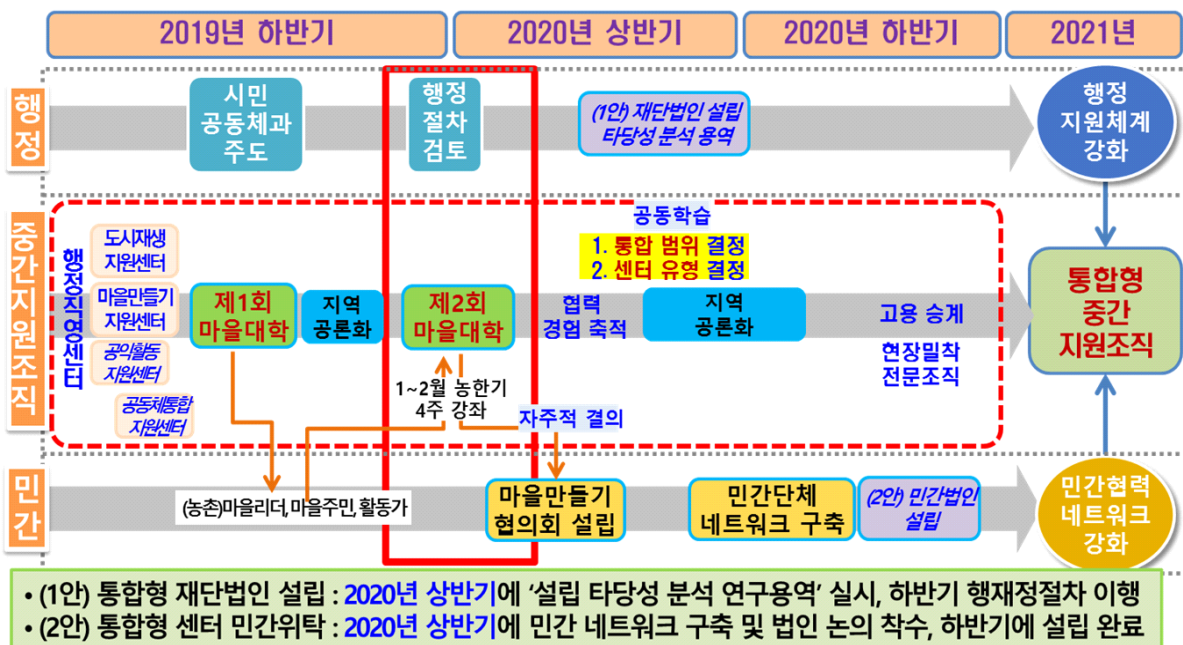 2019년 하반기
2020년 상반기
2020년 하반기
2021년
행정
시민
공동체과
주도
행정
절차
검토
(1안) 재단법인 설립
타당성 분석 용역
행정
지원체계
강화
중간지원조직
행정직영센터
도시재생
지원센터
마을만들기
지원센터
공익활동
지원센터
공동체통합
지원센터
제1회
마을대학
지역
공론화
제2회
마을대학
1~2월 농한기
4주 강좌
자주적 결의
협력
경험 축적
공동학습
1. 통합 범위 결정
2. 센터 유형 결정
지역
공론화
고용 승계
현장밀착
전문조직
통합형
중간
지원조직
민간
(농촌)마을리더, 마을주민, 활동가
마을만들기
협의회 설립
민간단체
네트워크 구축
(2안) 민간법인
설립
민간협력
네트워크
강화
• (1안) 통합형 재단법인 설립 : 2020년 상반기에 ‘설립 타당성 분석 연구용역’ 실시, 하반기 행재정절차 이행
• (2안) 통합형 센터 민간위탁 : 2020년 상반기에 민간 네트워크 구축 및 법인 논의 착수, 하반기에 설립 완료